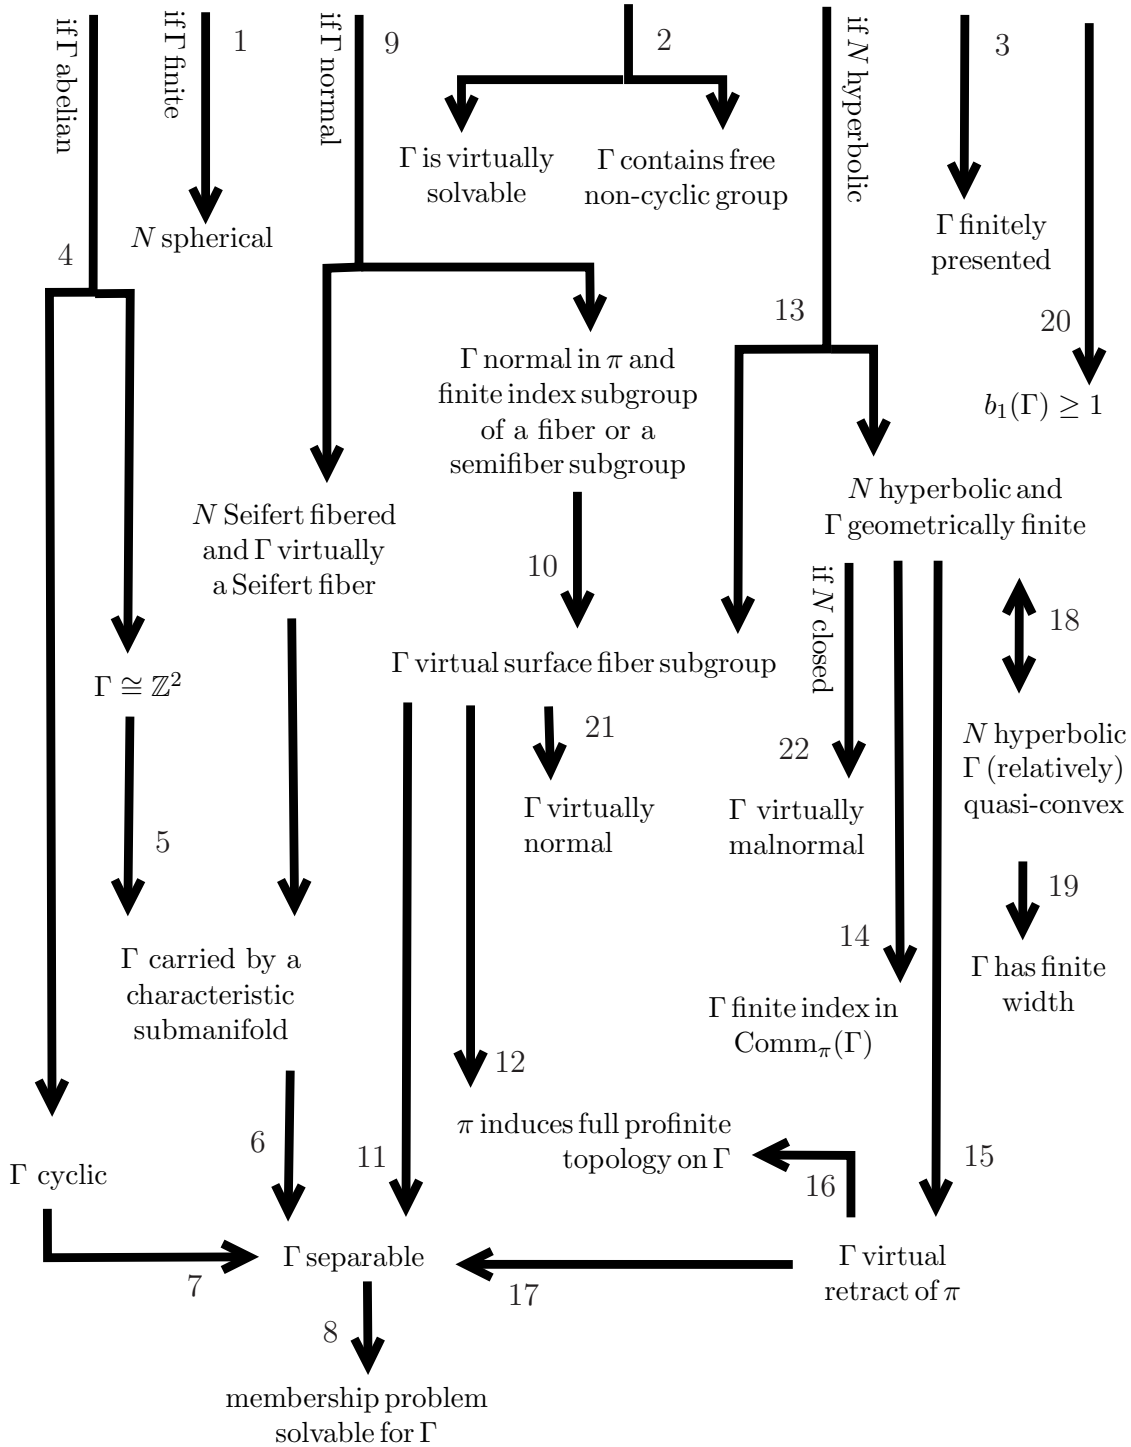 if Γ abelian
if Γ finite
1
if Γ normal
9
2
if N hyperbolic
3
Γ is virtually
solvable
Γ contains free
non-cyclic group
4
N spherical
Γ finitely
presented
13
20
Γ normal in π and
finite index subgroup
of a fiber or a
semifiber subgroup
b₁(Γ) ≥ 1
N Seifert fibered
and Γ virtually
a Seifert fiber
N hyperbolic and
Γ geometrically finite
10
if N closed
18
Γ ≅ ℤ²
Γ virtual surface fiber subgroup
21
22
N hyperbolic
Γ (relatively)
quasi-convex
5
Γ virtually
normal
Γ virtually
malnormal
19
14
Γ carried by a
characteristic
submanifold
Γ has finite
width
Γ finite index in
Comm_π(Γ)
12
6
11
π induces full profinite
topology on Γ
15
16
Γ cyclic
7
Γ separable
17
Γ virtual
retract of π
8
membership problem
solvable for Γ